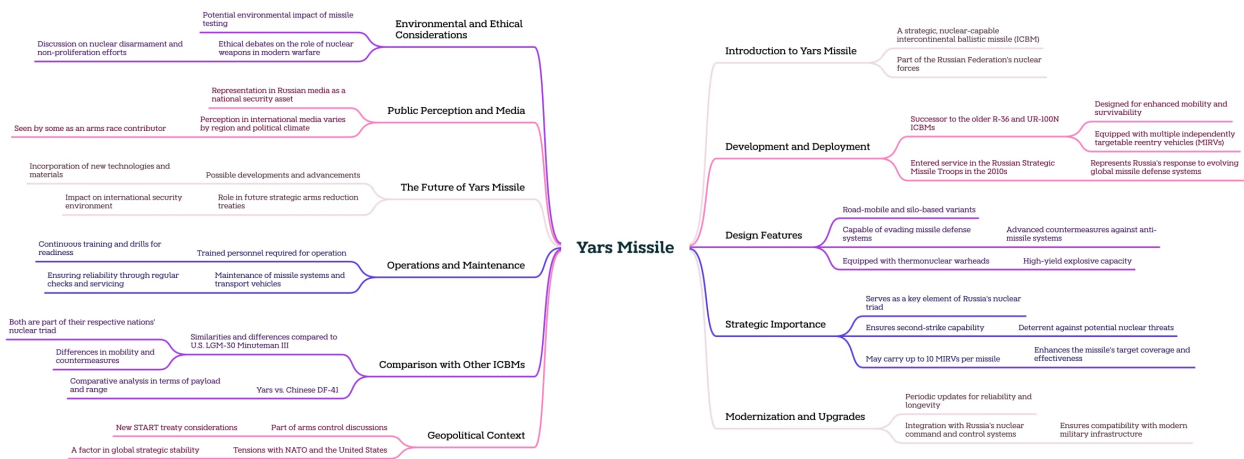 Yars Missile
Introduction to Yars Missile
A strategic, nuclear-capable
intercontinental ballistic missile (ICBM)
Part of the Russian Federation's nuclear
forces
Development and Deployment
Successor to the older R-36 and UR-100N
ICBMs
Designed for enhanced mobility and
survivability
Equipped with multiple independently
targetable reentry vehicles (MIRVs)
Entered service in the Russian Strategic
Missile Troops in the 2010s
Represents Russia's response to evolving
global missile defense systems
Design Features
Road-mobile and silo-based variants
Capable of evading missile defense
systems
Advanced countermeasures against anti-
missile systems
Equipped with thermonuclear warheads
High-yield explosive capacity
Strategic Importance
Serves as a key element of Russia's nuclear
triad
Ensures second-strike capability
Deterrent against potential nuclear threats
May carry up to 10 MIRVs per missile
Enhances the missile's target coverage and
effectiveness
Modernization and Upgrades
Periodic updates for reliability and
longevity
Integration with Russia's nuclear
command and control systems
Ensures compatibility with modern
military infrastructure
Environmental and Ethical
Considerations
Potential environmental impact of missile
testing
Ethical debates on the role of nuclear
weapons in modern warfare
Discussion on nuclear disarmament and
non-proliferation efforts
Public Perception and Media
Representation in Russian media as a
national security asset
Perception in international media varies
by region and political climate
Seen by some as an arms race contributor
The Future of Yars Missile
Possible developments and advancements
Incorporation of new technologies and
materials
Role in future strategic arms reduction
treaties
Impact on international security
environment
Operations and Maintenance
Trained personnel required for operation
Continuous training and drills for
readiness
Maintenance of missile systems and
transport vehicles
Ensuring reliability through regular
checks and servicing
Comparison with Other ICBMs
Similarities and differences compared to
U.S. LGM-30 Minuteman III
Both are part of their respective nations'
nuclear triad
Differences in mobility and
countermeasures
Yars vs. Chinese DF-41
Comparative analysis in terms of payload
and range
Geopolitical Context
Part of arms control discussions
New START treaty considerations
Tensions with NATO and the United States
A factor in global strategic stability